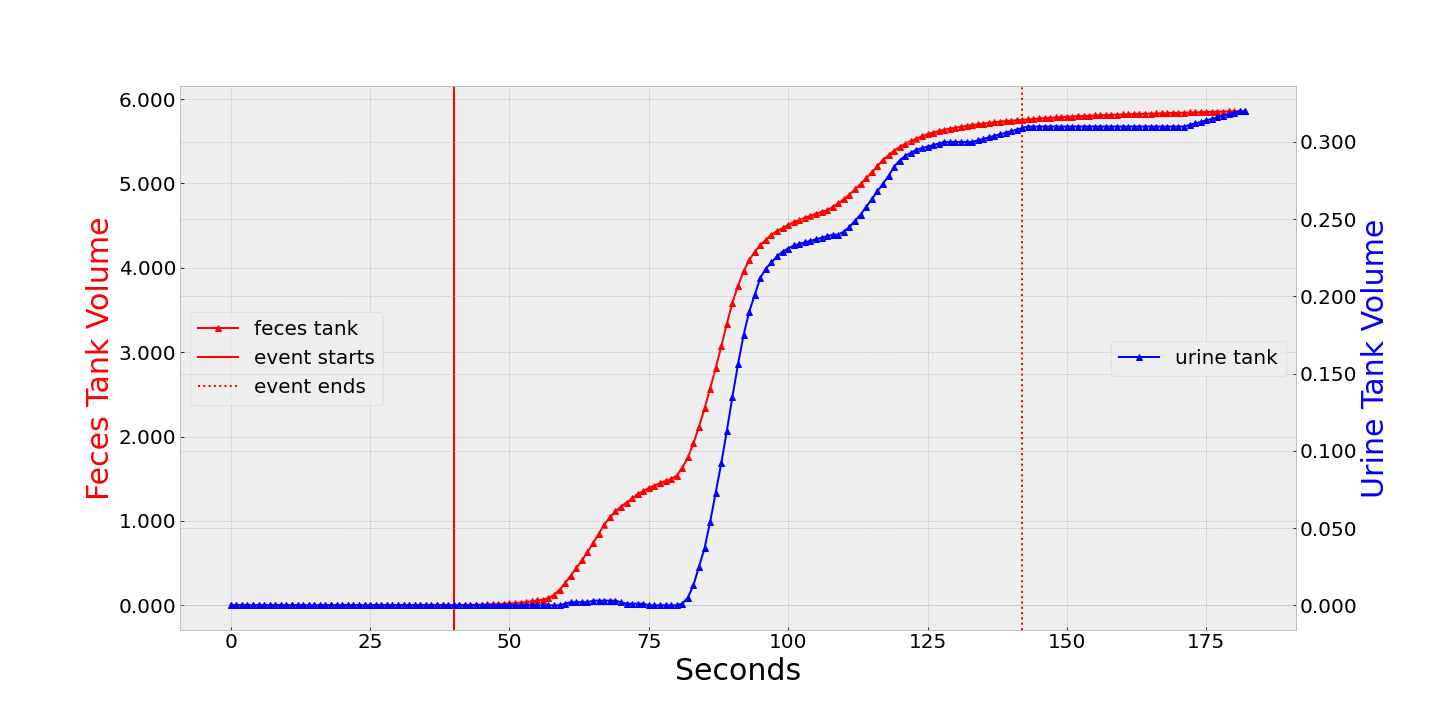 6.000
5.000
4.000
3.000
2.000
1.000
0.000
Feces Tank Volume
feces tank
event starts
event ends
urine tank
0.300
0.250
0.200
0.150
0.100
0.050
0.000
Urine Tank Volume
0 25 50 75 100 125 150 175
Seconds